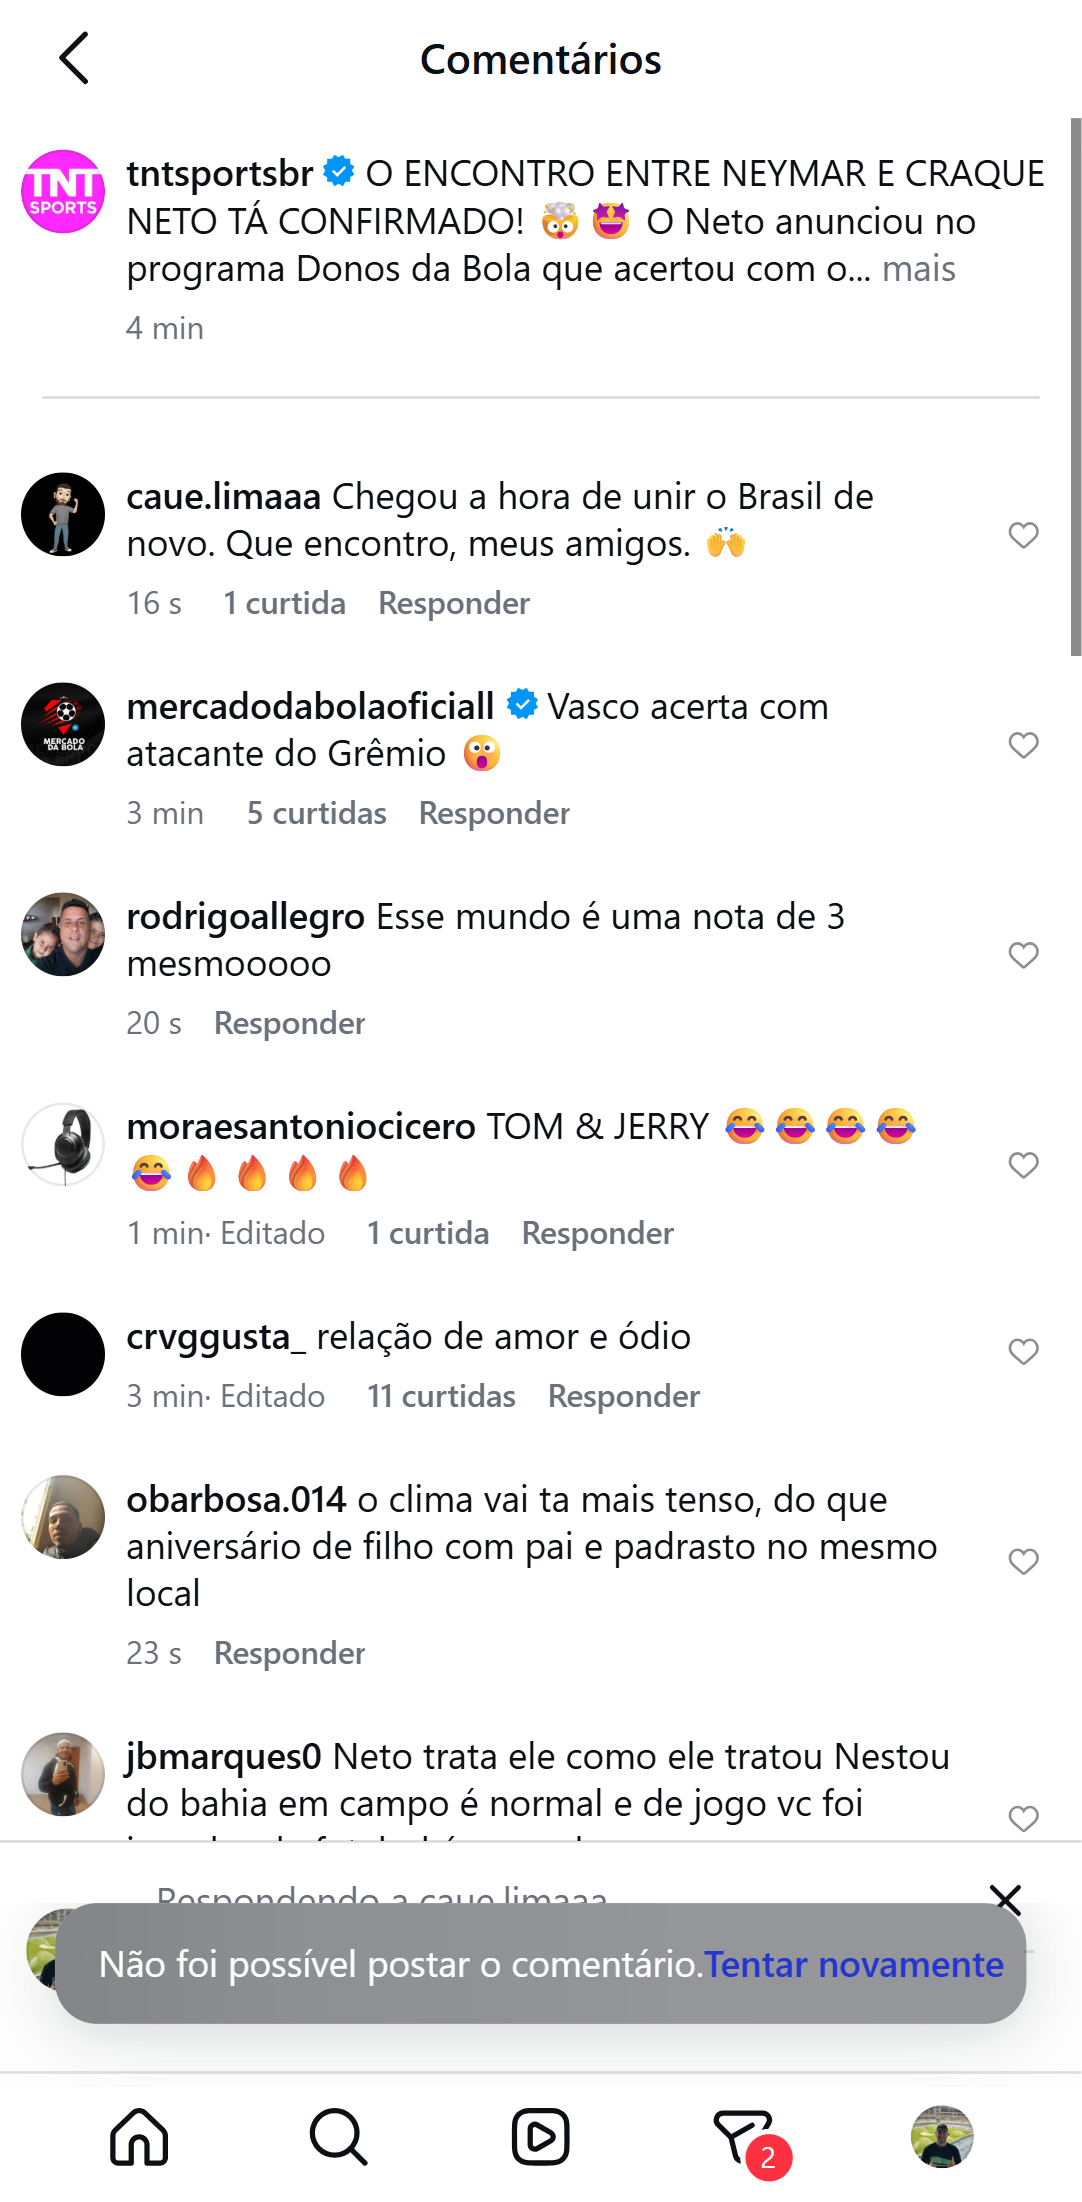 Comentários
TNT
SPORTS
tntsportsbr O ENCONTRO ENTRE NEYMAR E CRAQUE
NETO TÁ CONFIRMADO! 🤯 🤩 O Neto anunciou no
programa Donos da Bola que acertou com o... mais
4 min
caue.limaaa Chegou a hora de unir o Brasil de
novo. Que encontro, meus amigos. 🙌
16 s 1 curtida Responder
MERCADO
DA BOLA
mercadodabolaoficiall Vasco acerta com
atacante do Grêmio 😲
3 min 5 curtidas Responder
rodrigoallegro Esse mundo é uma nota de 3
mesmooooo
20 s Responder
moraesantoniocicero TOM & JERRY 😂 😂 😂 😂
😂 🔥 🔥 🔥 🔥
1 min· Editado 1 curtida Responder
crvggusta_ relação de amor e ódio
3 min· Editado 11 curtidas Responder
obarbosa.014 o clima vai ta mais tenso, do que
aniversário de filho com pai e padrasto no mesmo
local
23 s Responder
jbmarques0 Neto trata ele como ele tratou Nestou
do bahia em campo é normal e de jogo vc foi
Respondendo a caue.limaaa
Não foi possível postar o comentário.Tentar novamente
2